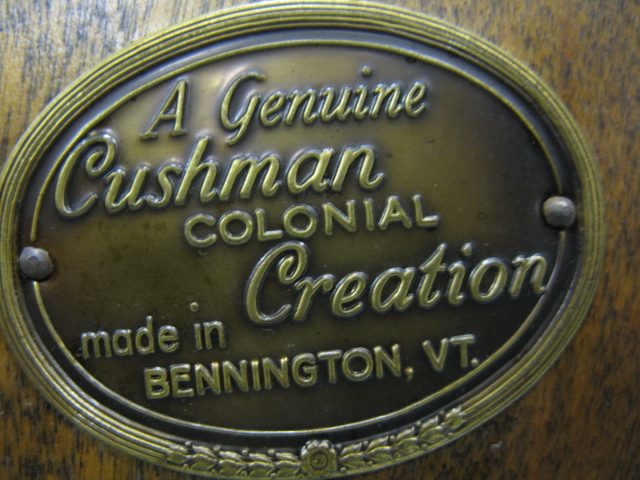 A Genuine
Cushman
COLONIAL
Creation
made in
BENNINGTON, VT.